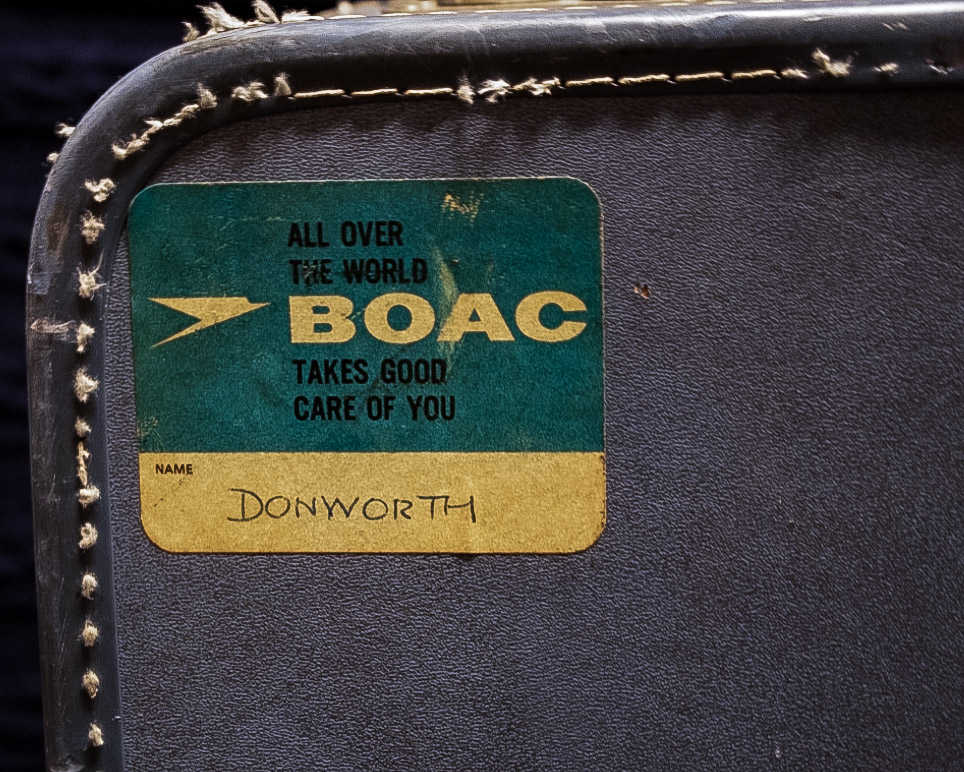 ALL OVER
THE WORLD
BOAC
TAKES GOOD
CARE OF YOU
NAME
DONWORTH